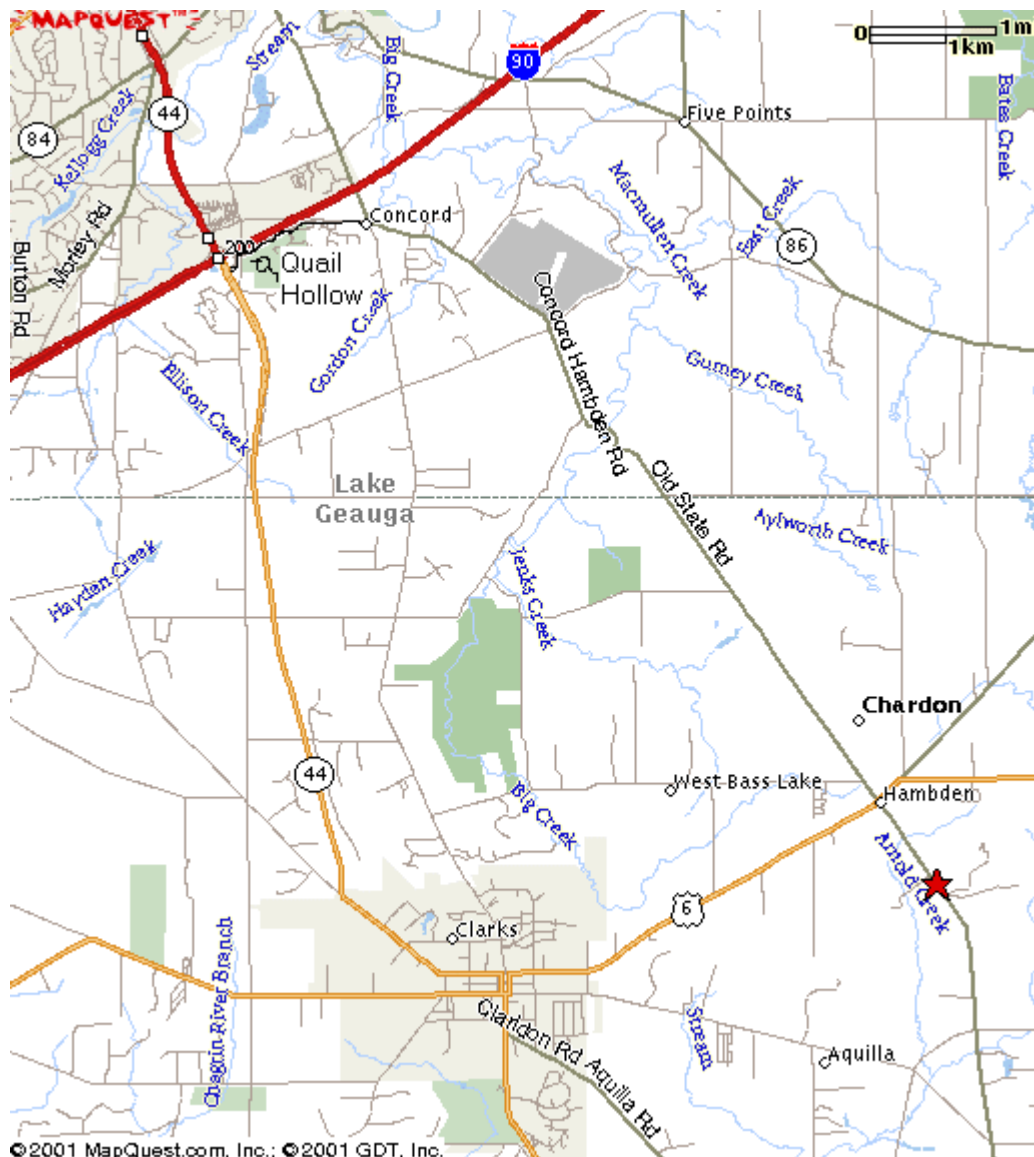 MAPQUEST™
0 1m
1km
Stream
Big Creek
90
44
84
Kellogg Creek
Five Points
Bates Creek
Macmullen Creek
East Creek
86
Morley Rd
Button Rd
Concord
200
Quail
Hollow
Gordon Creek
Concord Hambden Rd
Gurney Creek
Ellison Creek
Lake
Geauga
Old State Rd
Aylworth Creek
Hayden Creek
Jenks Creek
Chardon
44
West Bass Lake
Hambden
Big Creek
Arnold Creek
6
Clarks
Chagrin River Branch
Claridon Rd Aquilla Rd
Stream
Aquilla
©2001 MapQuest.com, Inc.; ©2001 GDT, Inc.